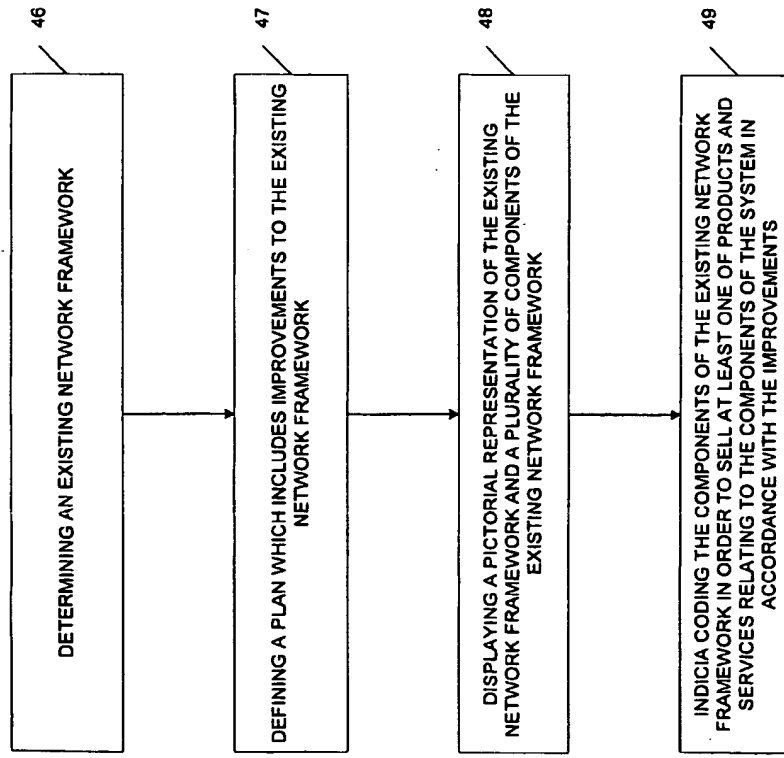 46
DETERMINING AN EXISTING NETWORK FRAMEWORK
47
DEFINING A PLAN WHICH INCLUDES IMPROVEMENTS TO THE EXISTING
NETWORK FRAMEWORK
48
DISPLAYING A PICTORIAL REPRESENTATION OF THE EXISTING
NETWORK FRAMEWORK AND A PLURALITY OF COMPONENTS OF THE
EXISTING NETWORK FRAMEWORK
49
INDICIA CODING THE COMPONENTS OF THE EXISTING NETWORK
FRAMEWORK IN ORDER TO SELL AT LEAST ONE OF PRODUCTS AND
SERVICES RELATING TO THE COMPONENTS OF THE SYSTEM IN
ACCORDANCE WITH THE IMPROVEMENTS